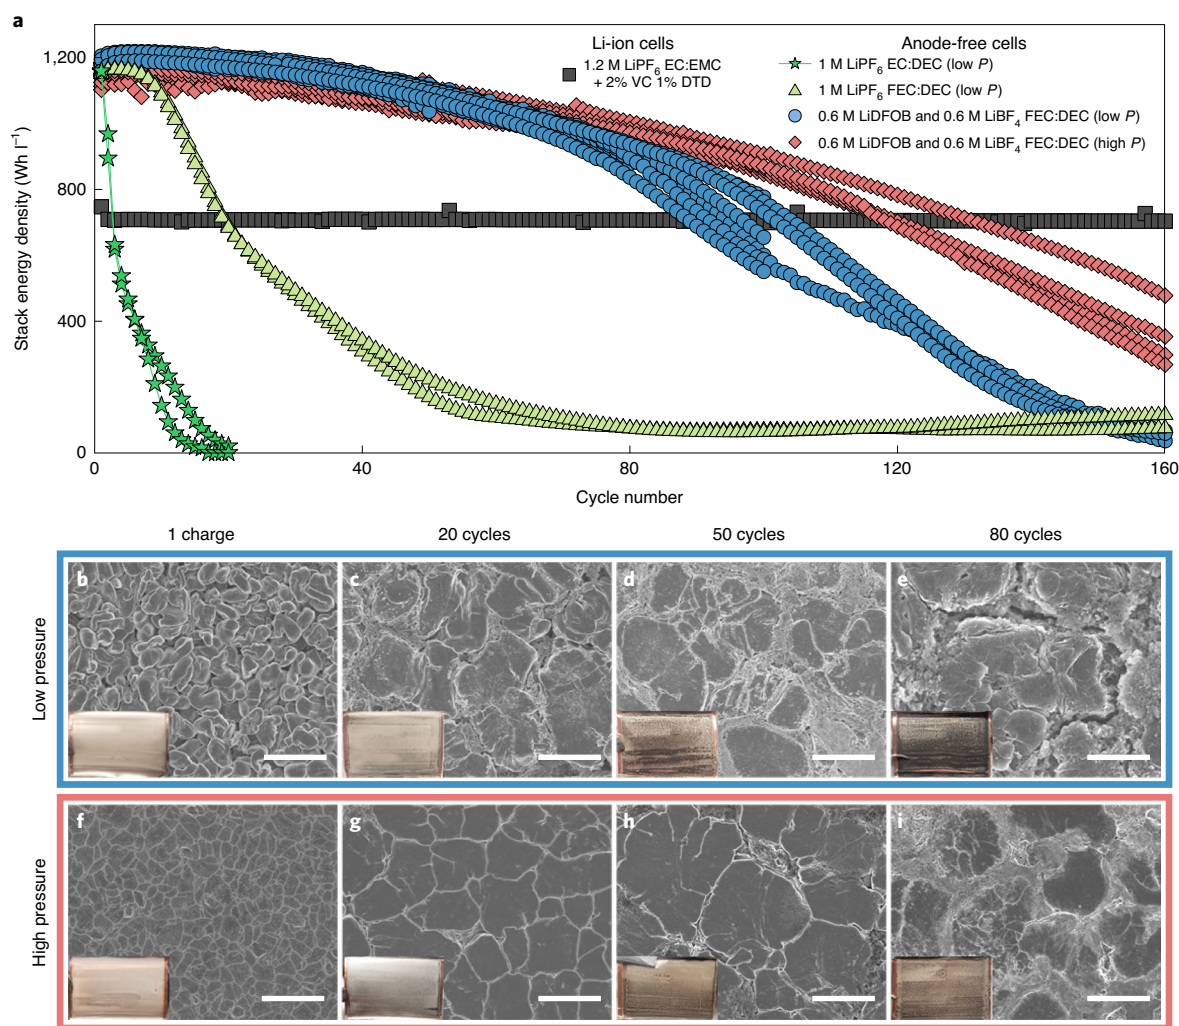 a
Stack energy density (Wh l⁻¹)
1,200
800
400
0
0
40
80
120
160
Cycle number
Li-ion cells
1.2 M LiPF₆ EC:EMC
+ 2% VC 1% DTD
Anode-free cells
1 M LiPF₆ EC:DEC (low P)
1 M LiPF₆ FEC:DEC (low P)
0.6 M LiDFOB and 0.6 M LiBF₄ FEC:DEC (low P)
0.6 M LiDFOB and 0.6 M LiBF₄ FEC:DEC (high P)
1 charge
20 cycles
50 cycles
80 cycles
Low pressure
b
c
d
e
High pressure
f
g
h
i